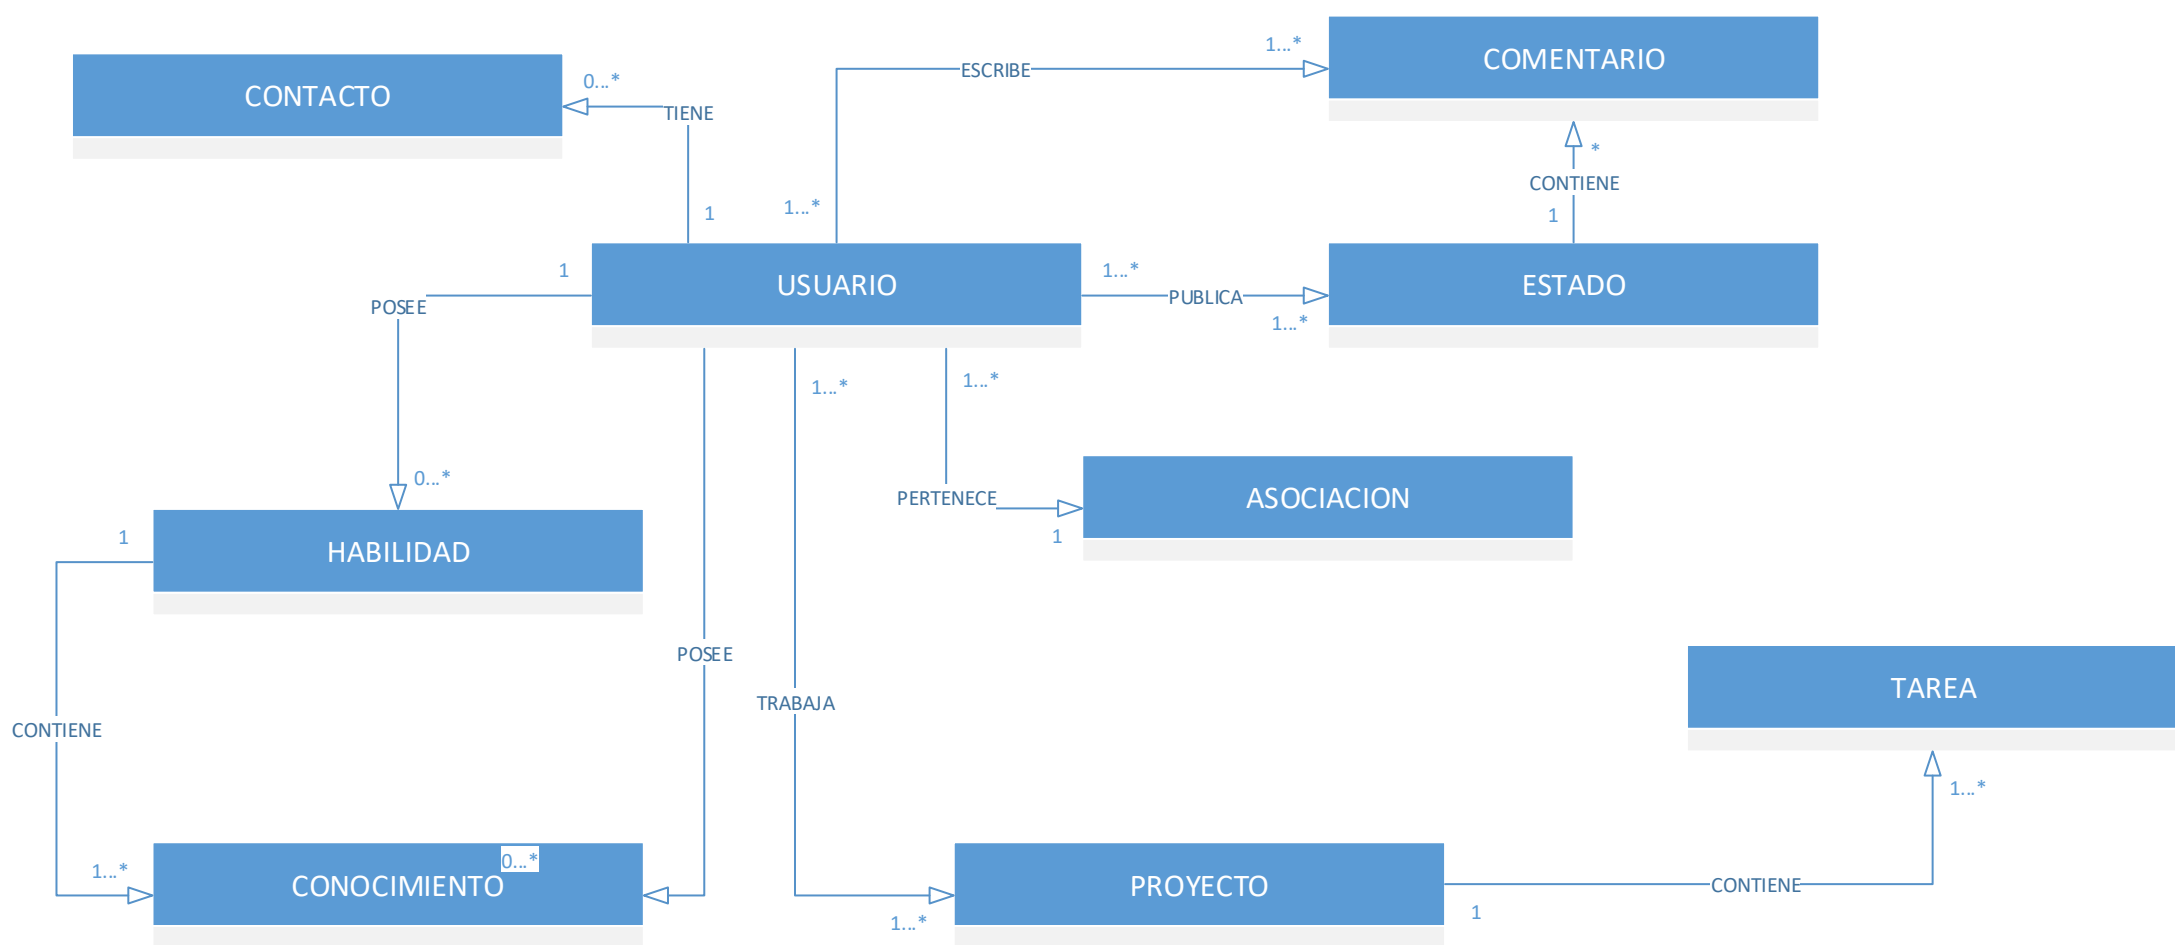 COMENTARIO
1...*
ESCRIBE
CONTACTO
0...*
TIENE
*
CONTIENE
1
1...*
1
1
USUARIO
1...*
PUBLICA
1...*
ESTADO
POSEE
1...*
1...*
0...*
PERTENECE
ASOCIACION
1
1
HABILIDAD
POSEE
TRABAJA
TAREA
CONTIENE
1...*
1...*
0...*
CONOCIMIENTO
1...*
PROYECTO
1
CONTIENE